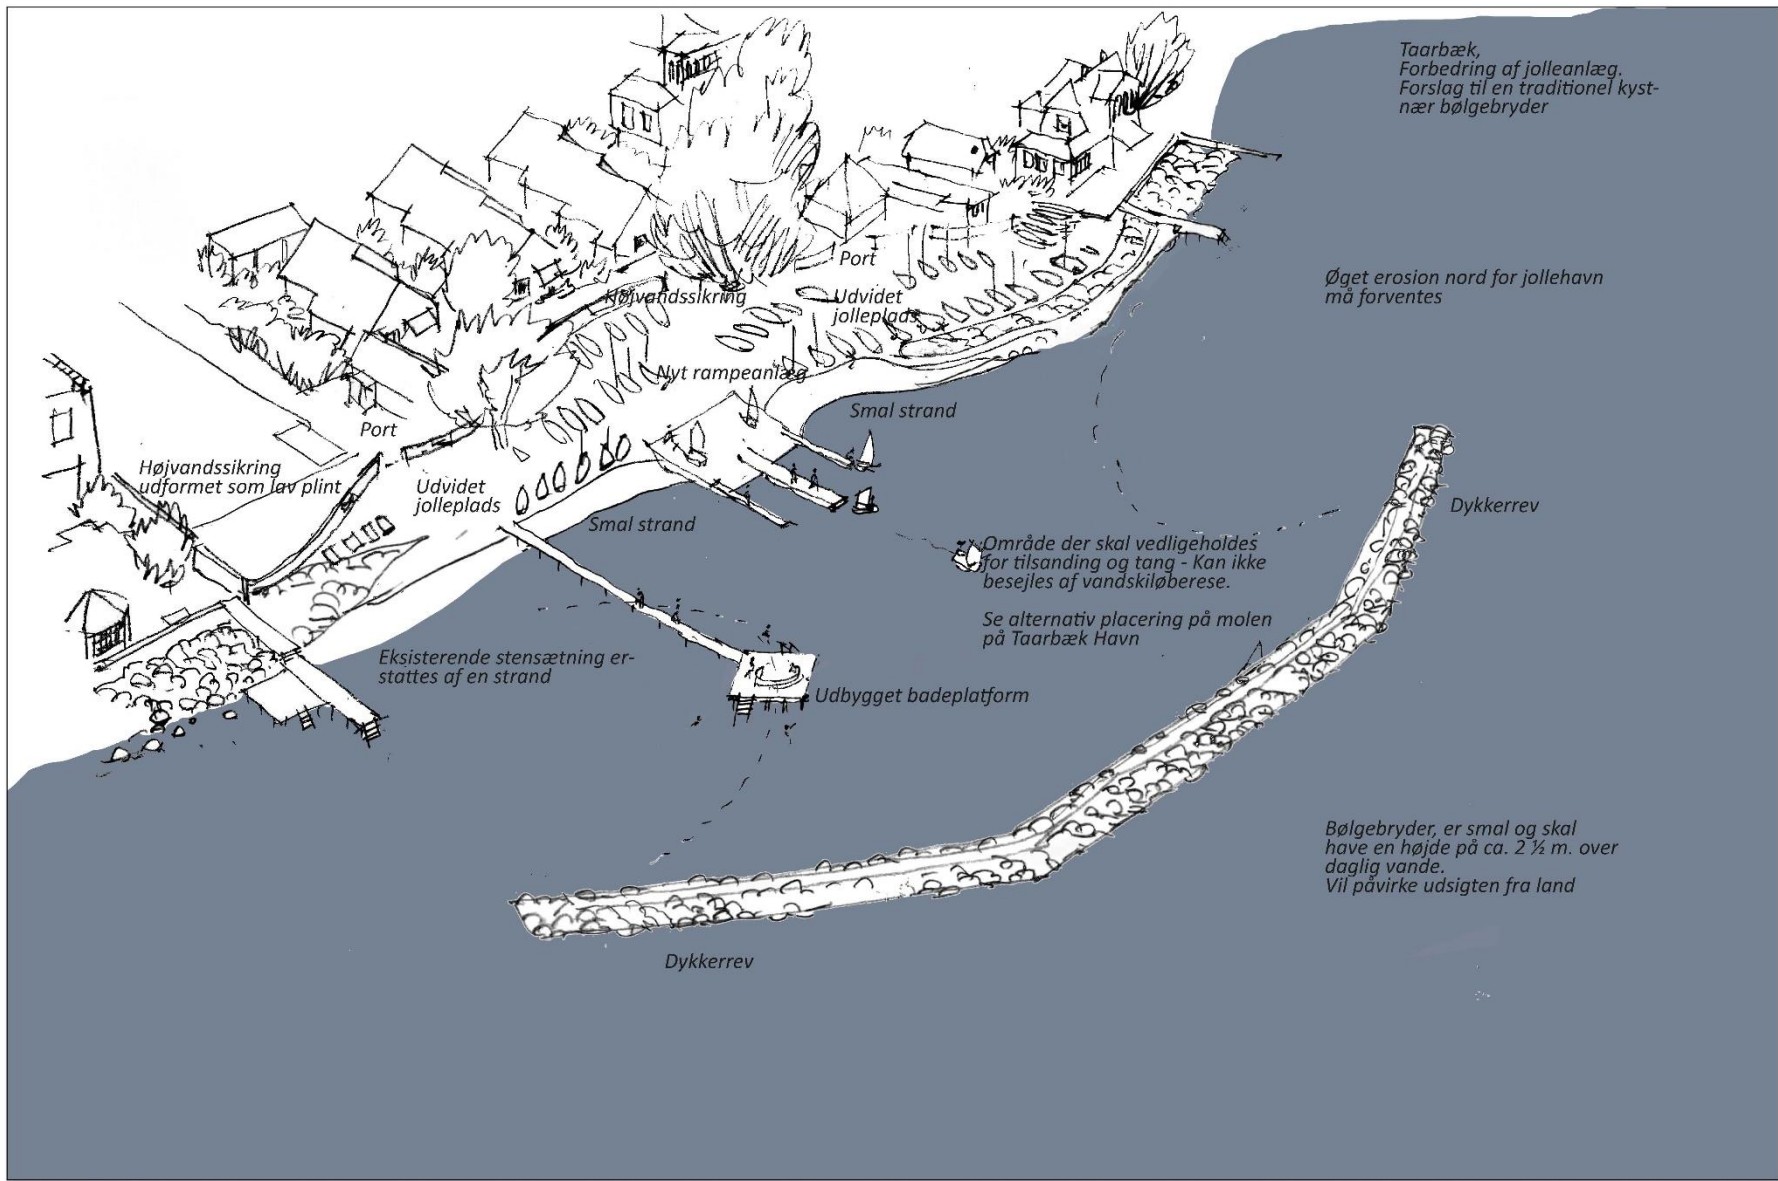 Taarbæk,
Forbedring af jolleanlæg.
Forslag til en traditionel kyst-
nær bølgebryder
Port
Øget erosion nord for jollehavn
må forventes
Højvandssikring
Udvidet
jolleplads
Nyt rampeanlæg
Smal strand
Port
Højvandssikring
udformet som lav plint
Udvidet
jolleplads
Smal strand
Dykkerrev
Område der skal vedligeholdes
for tilsanding og tang - Kan ikke
besejles af vandskiløberese.
Se alternativ placering på molen
på Taarbæk Havn
Eksisterende stensætning er-
stattes af en strand
Udbygget badeplatform
Bølgebryder, er smal og skal
have en højde på ca. 2 ½ m. over
daglig vande.
Vil påvirke udsigten fra land
Dykkerrev